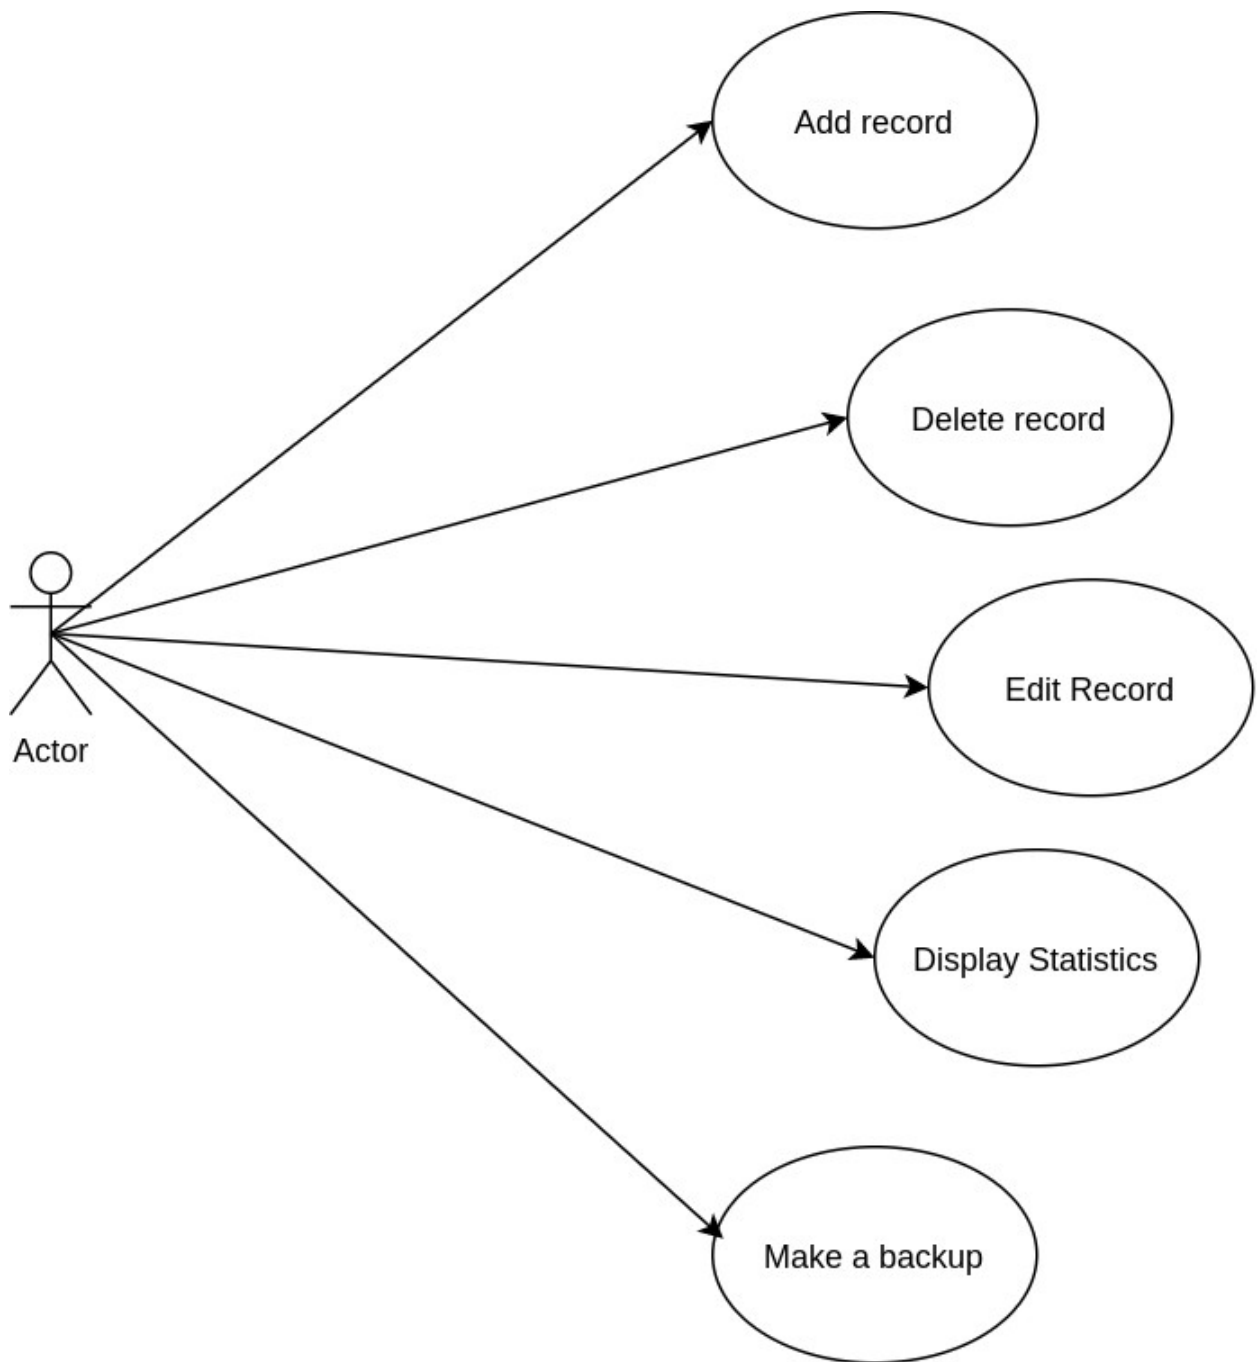 Add record
Delete record
Edit Record
Actor
Display Statistics
Make a backup